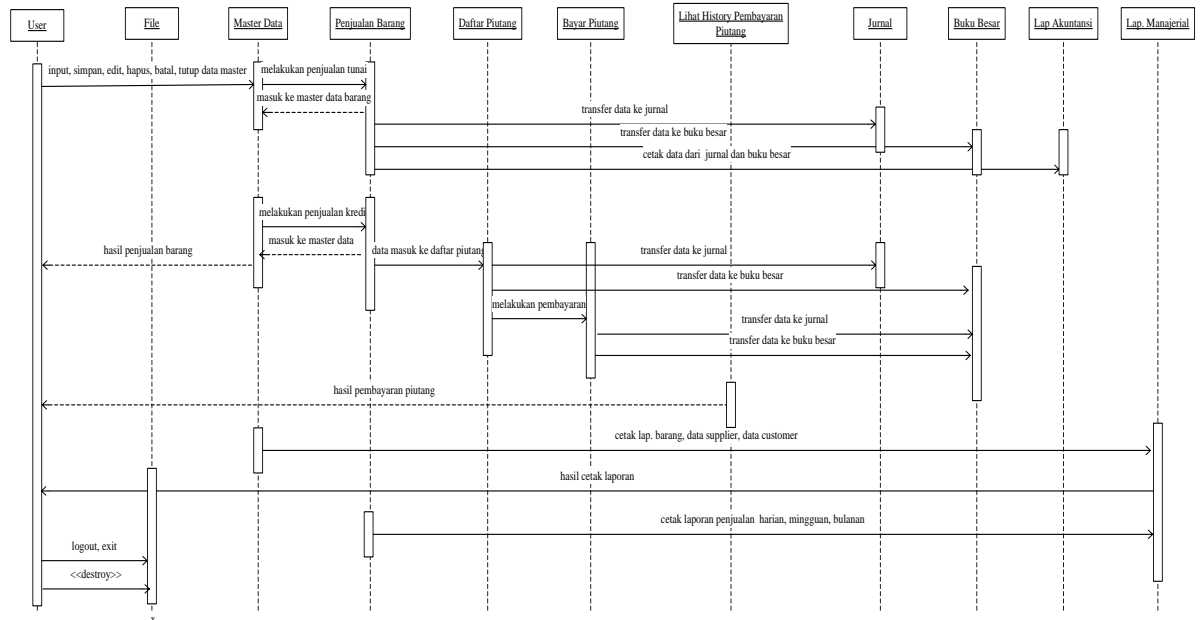 User
File
Master Data
Penjualan Barang
Daftar Piutang
Bayar Piutang
Lihat History Pembayaran
Piutang
Jurnal
Buku Besar
Lap Akuntansi
Lap. Manajerial
input, simpan, edit, hapus, batal, tutup data master
melakukan penjualan tunai
masuk ke master data barang
transfer data ke jurnal
transfer data ke buku besar
cetak data dari jurnal dan buku besar
melakukan penjualan kredi
masuk ke master data
hasil penjualan barang
data masuk ke daftar piutang
transfer data ke jurnal
transfer data ke buku besar
melakukan pembayaran
transfer data ke jurnal
transfer data ke buku besar
hasil pembayaran piutang
cetak lap. barang, data supplier, data customer
hasil cetak laporan
cetak laporan penjualan harian, mingguan, bulanan
logout, exit
<<destroy>>